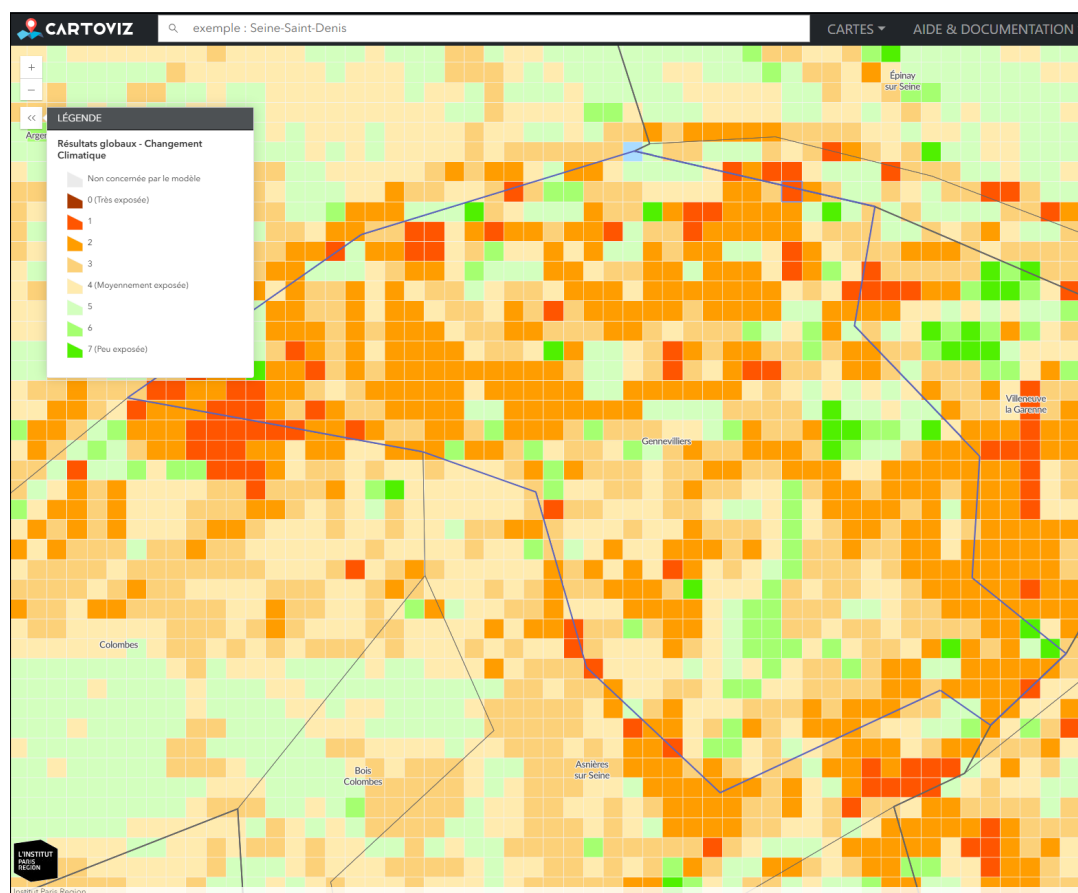 CARTOVIZ
exemple : Seine-Saint-Denis
CARTES
AIDE & DOCUMENTATION
+
−
<<
LÉGENDE
Résultats globaux - Changement
Climatique
Non concernée par le modèle
0 (Très exposée)
1
2
3
4 (Moyennement exposée)
5
6
7 (Peu exposée)
Épinay
sur Seine
Villeneuve
la Garenne
Gennevilliers
Colombes
Bois
Colombes
Asnières
sur Seine
L'INSTITUT
PARIS
REGION
Institut Paris Region